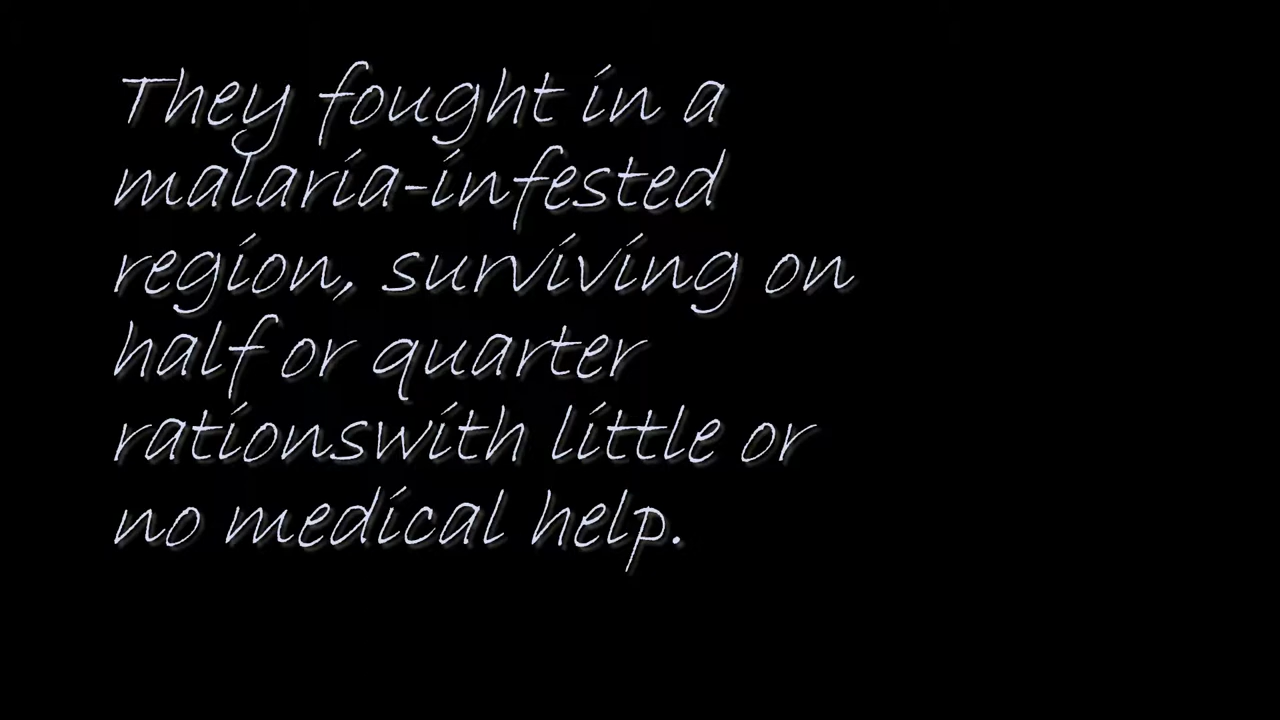 They fought in a
malaria-infested
region, surviving on
half or quarter
rationswith little or
no medical help.